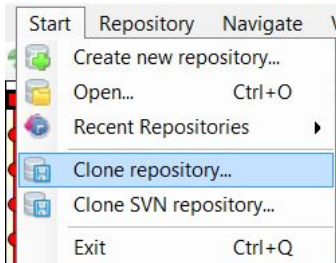 Start Repository Navigate
Create new repository...
Open... Ctrl+O
Recent Repositories
Clone repository...
Clone SVN repository...
Exit Ctrl+Q